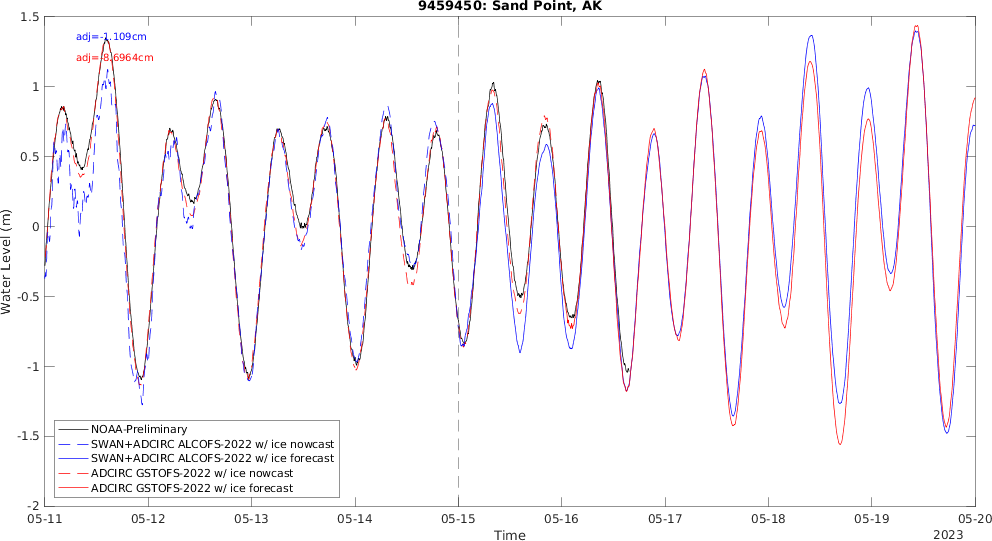 9459450: Sand Point, AK
adj=-1.109cm
adj=-8.6964cm
1.5
1
0.5
0
-0.5
-1
-1.5
-2
Water Level (m)
NOAA-Preliminary
SWAN+ADCIRC ALCOFS-2022 w/ ice nowcast
SWAN+ADCIRC ALCOFS-2022 w/ ice forecast
ADCIRC GSTOFS-2022 w/ ice nowcast
ADCIRC GSTOFS-2022 w/ ice forecast
05-11 05-12 05-13 05-14 05-15 05-16 05-17 05-18 05-19 05-20
Time
2023